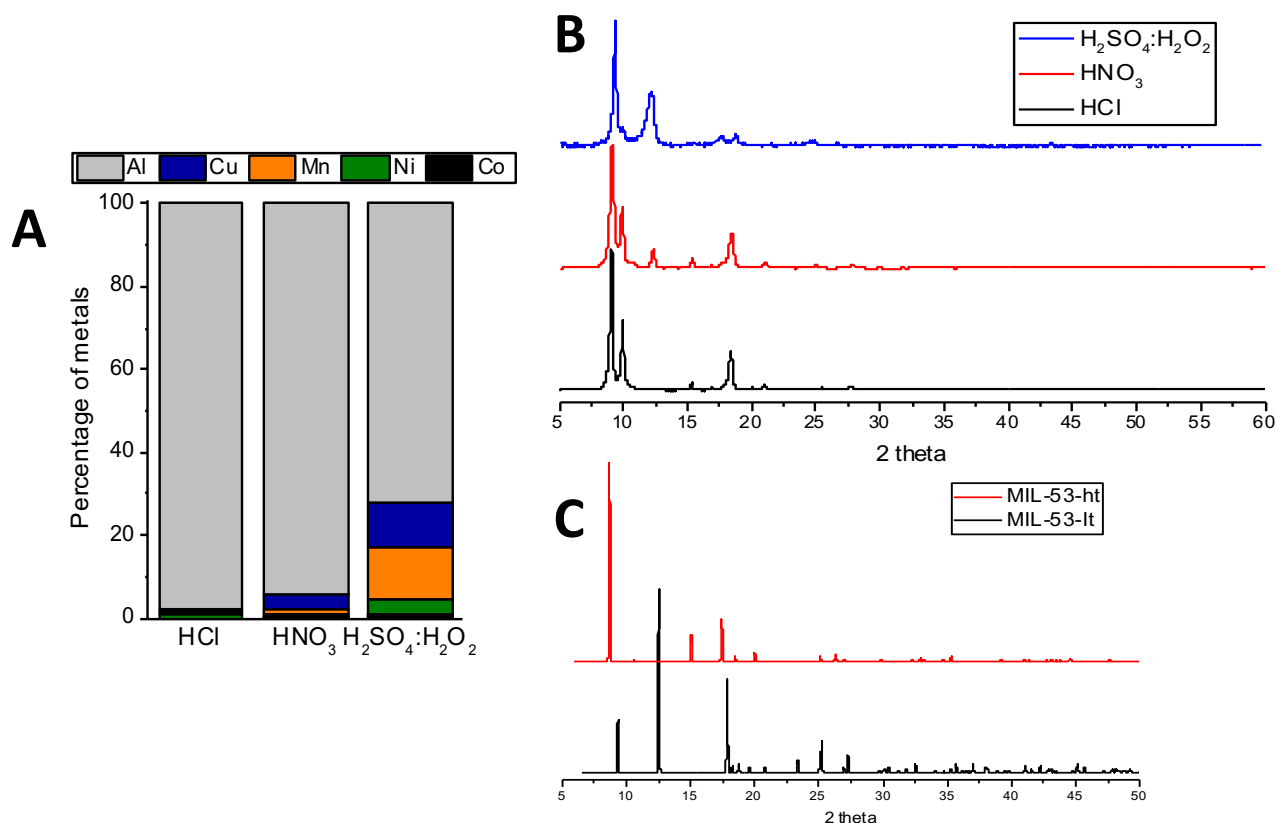 A
Al Cu Mn Ni Co
Percentage of metals
100
80
60
40
20
0
HCl HNO₃ H₂SO₄:H₂O₂
B
H₂SO₄:H₂O₂
HNO₃
HCl
5 10 15 20 25 30 35 40 45 50 55 60
2 theta
C
MIL-53-ht
MIL-53-lt
5 10 15 20 25 30 35 40 45 50
2 theta